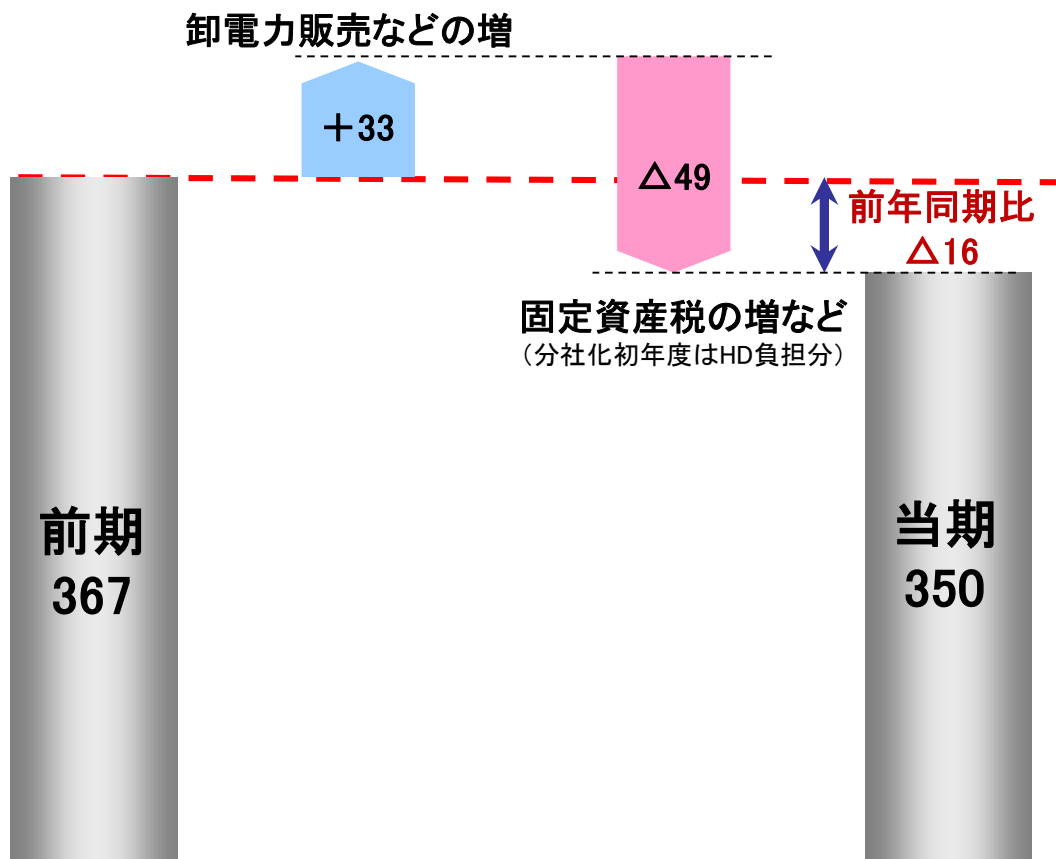 卸電力販売などの増
＋33
△49
前年同期比
△16
固定資産税の増など
（分社化初年度はHD負担分）
前期
367
当期
350